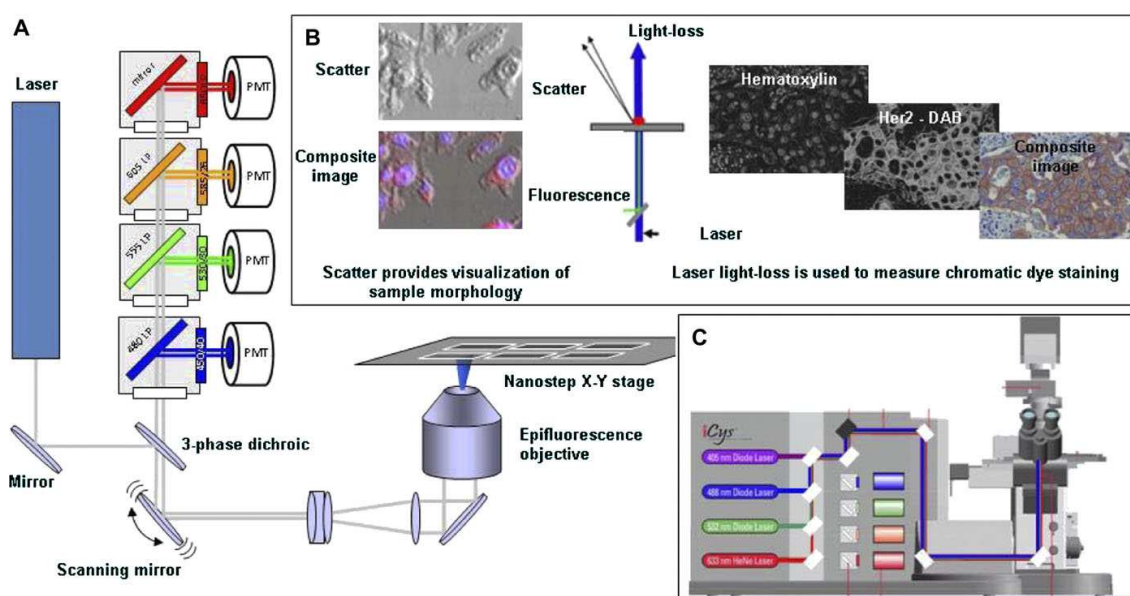 A
Laser
mirror
PMT
605 LP
585/26
PMT
555 LP
530/30
PMT
480 LP
450/40
PMT
3-phase dichroic
Mirror
Scanning mirror
Nanostep X-Y stage
Epifluorescence
objective
B
Light-loss
Scatter
Scatter
Composite
image
Fluorescence
Laser
Hematoxylin
Her2 - DAB
Composite
image
Scatter provides visualization of
sample morphology
Laser light-loss is used to measure chromatic dye staining
C
iCys
405 nm Diode Laser
488 nm Diode Laser
532 nm Diode Laser
633 nm HeNe Laser